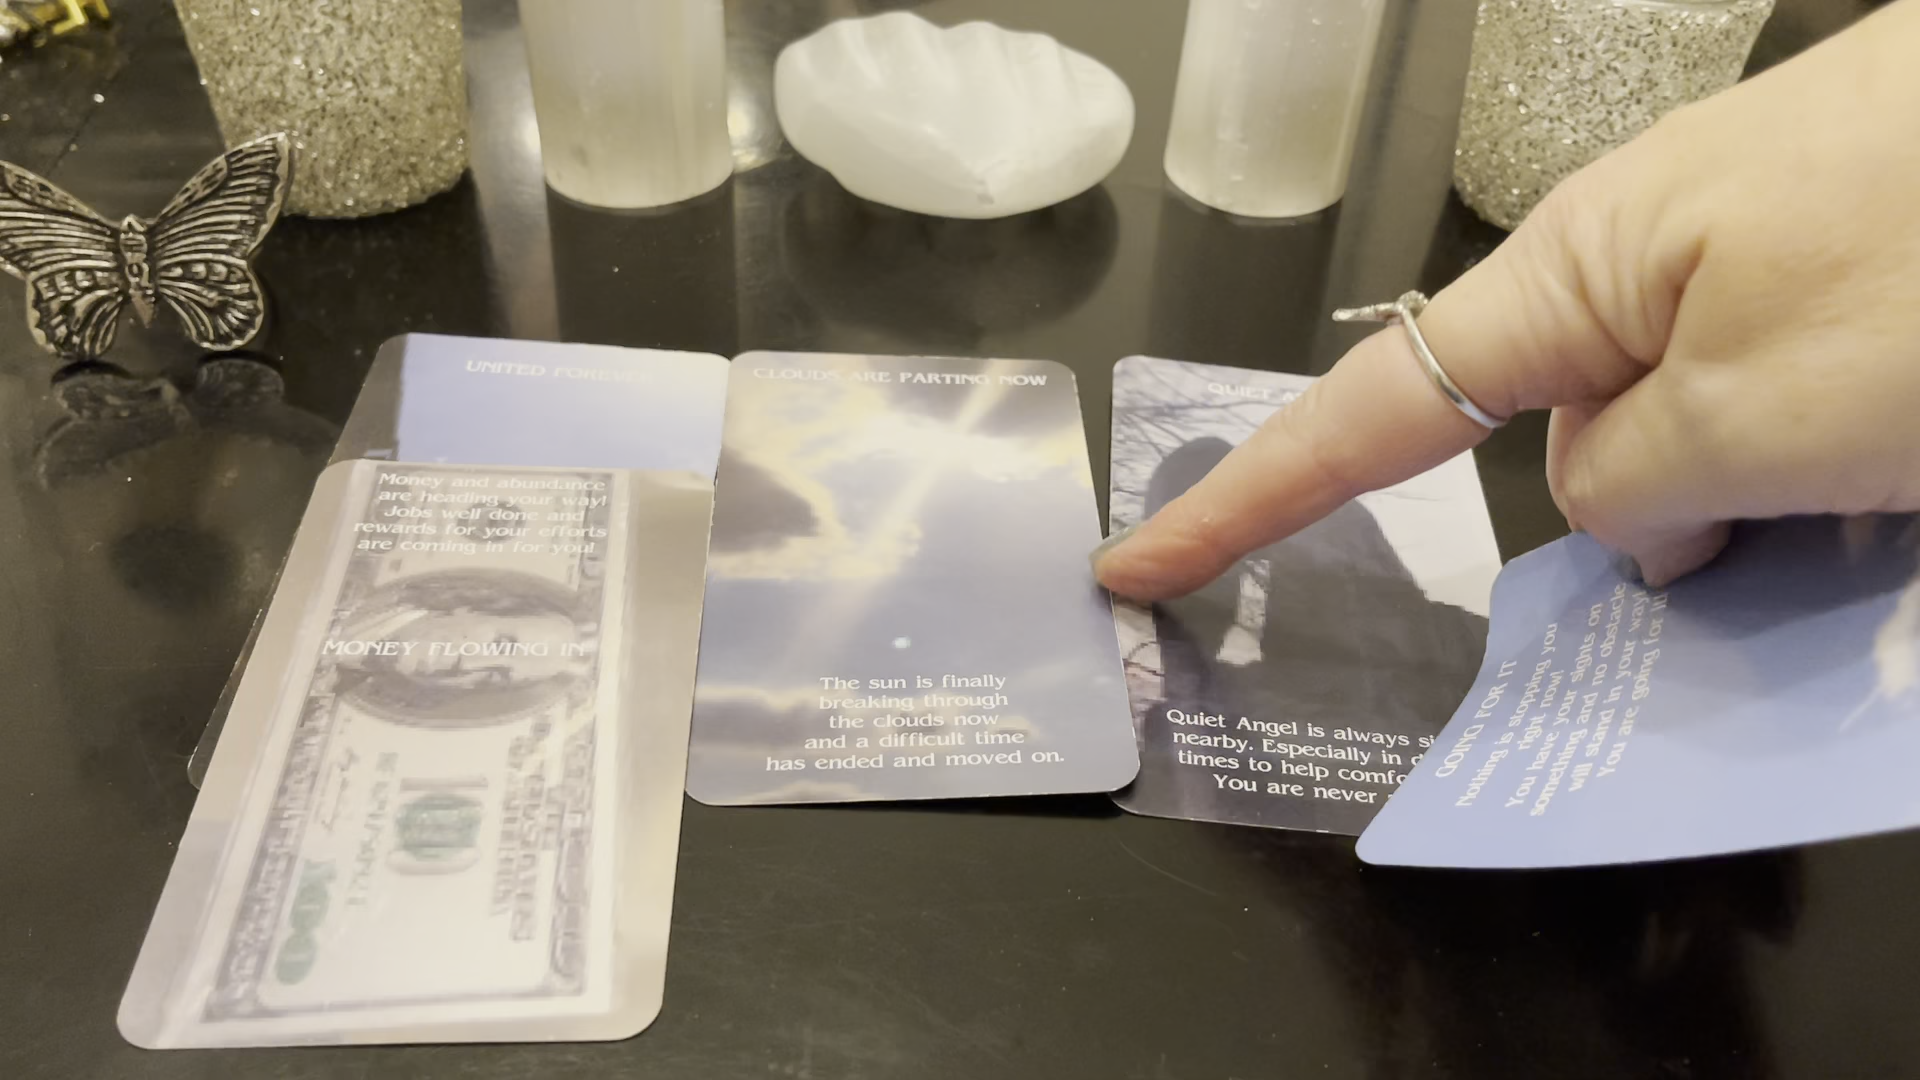 UNITED FOREVER
Money and abundance
are heading your way!
Jobs well done and
rewards for your efforts
are coming in for you!
MONEY FLOWING IN
100
CLOUDS ARE PARTING NOW
The sun is finally
breaking through
the clouds now
and a difficult time
has ended and moved on.
QUIET
Quiet Angel is always
nearby. Especially in
times to help
You are never
GOING FOR IT
Nothing is stopping you
right now!
You have your sights on
something and no obstacle
will stand in your way!
You are going for it!